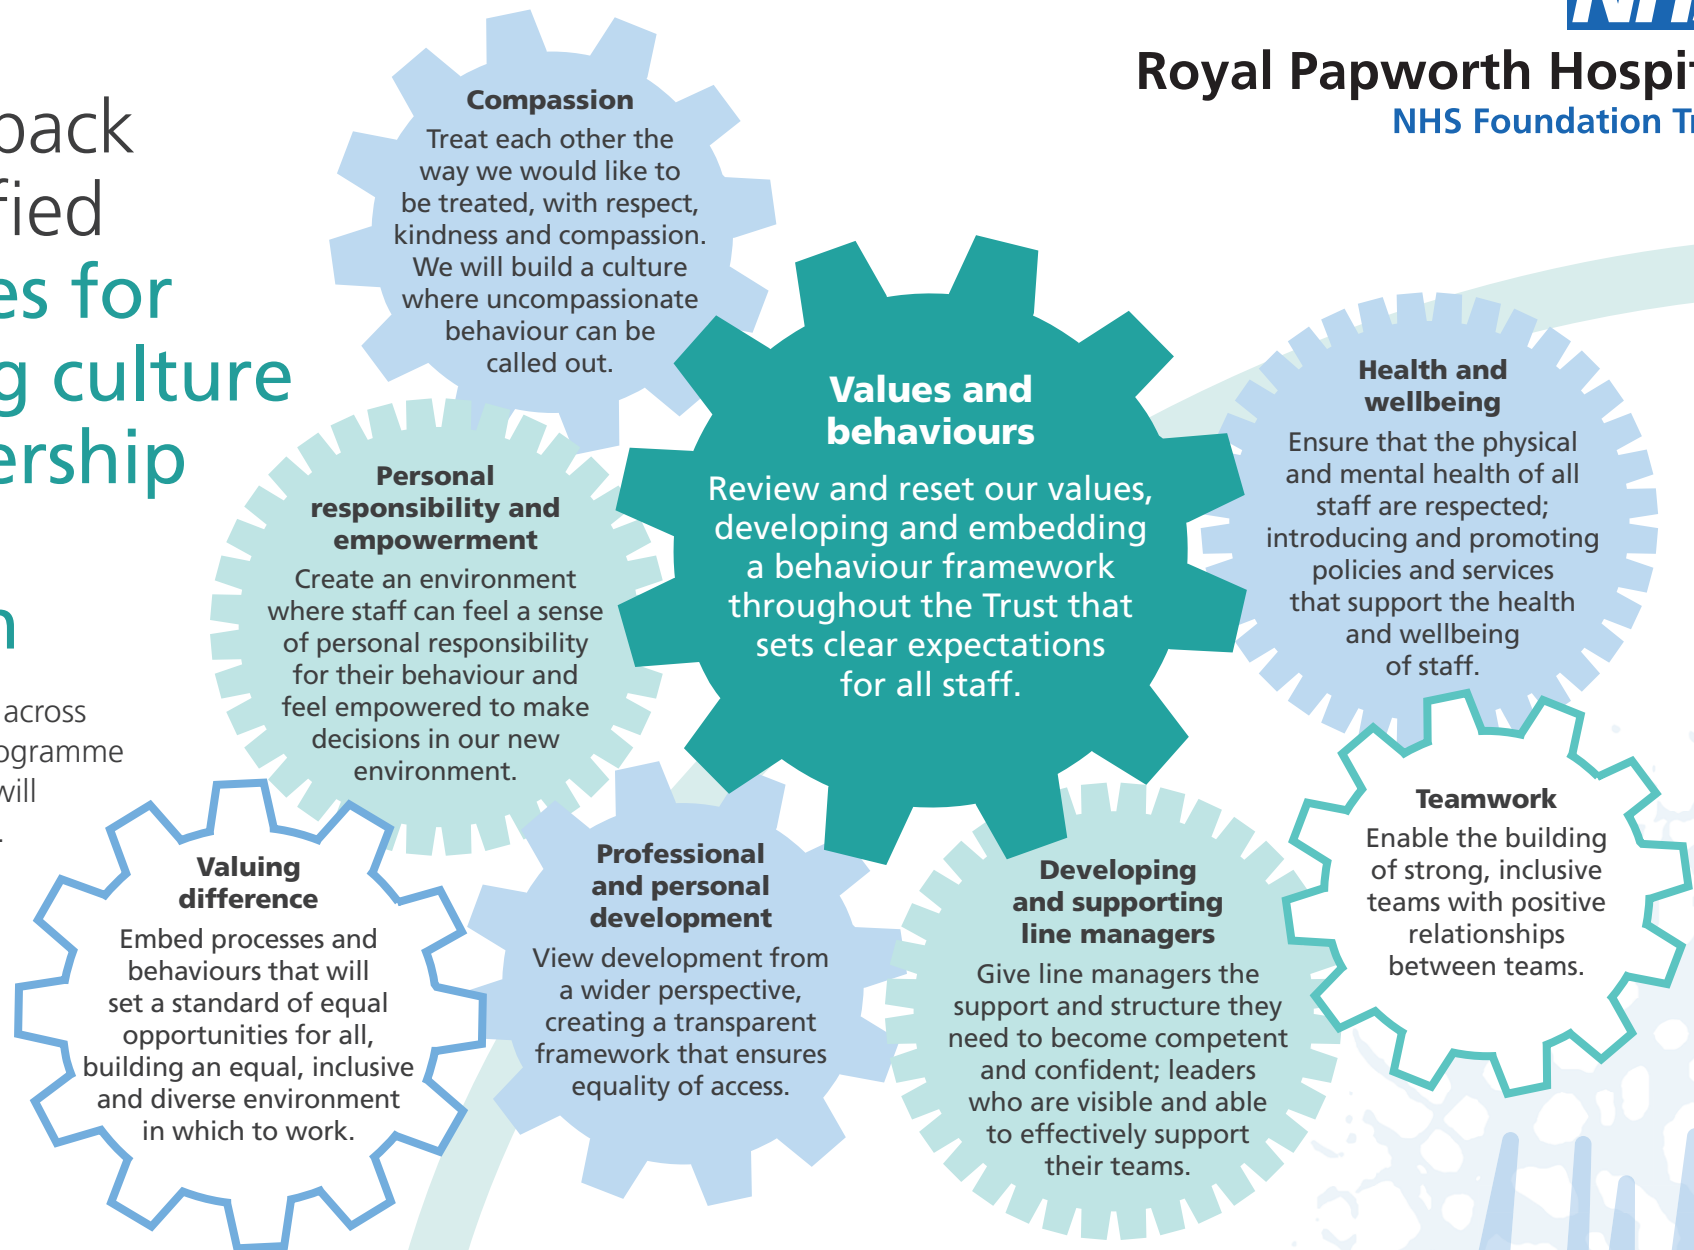 Royal Papworth
NHS Foundation
for
culture
across
will
Compassion
Treat each other the
way we would like to
be treated, with respect,
kindness and compassion.
We will build a culture
where uncompassionate
behaviour can be
called out.
Values and
behaviours
Review and reset our values,
developing and embedding
a behaviour framework
throughout the Trust that
sets clear expectations
for all staff.
Health and
wellbeing
Ensure that the physical
and mental health of all
staff are respected;
introducing and promoting
policies and services
that support the health
and wellbeing
of staff.
Personal
responsibility and
empowerment
Create an environment
where staff can feel a sense
of personal responsibility
for their behaviour and
feel empowered to make
decisions in our new
environment.
Valuing
difference
Embed processes and
behaviours that will
set a standard of equal
opportunities for all,
building an equal, inclusive
and diverse environment
in which to work.
Professional
and personal
development
View development from
a wider perspective,
creating a transparent
framework that ensures
equality of access.
Developing
and supporting
line managers
Give line managers the
support and structure they
need to become competent
and confident; leaders
who are visible and able
to effectively support
their teams.
Teamwork
Enable the building
of strong, inclusive
teams with positive
relationships
between teams.